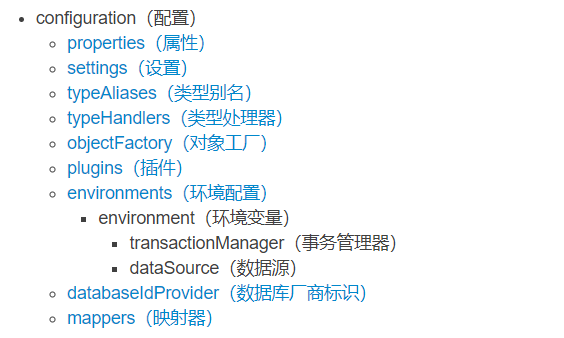 configuration（配置）
properties（属性）
settings（设置）
typeAliases（类型别名）
typeHandlers（类型处理器）
objectFactory（对象工厂）
plugins（插件）
environments（环境配置）
environment（环境变量）
transactionManager（事务管理器）
dataSource（数据源）
databaseIdProvider（数据库厂商标识）
mappers（映射器）